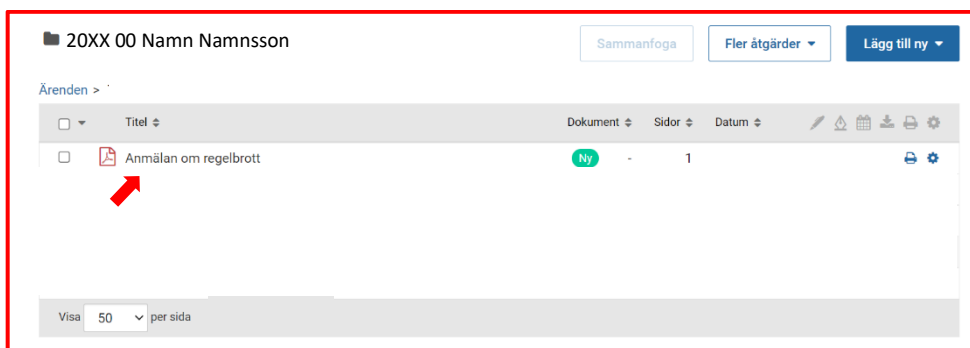 20XX 00 Namn Namnsson
Sammanfoga
Fler åtgärder
Lägg till ny
Ärenden >
Titel Dokument Sidor Datum
Anmälan om regelbrott Ny - 1
Visa 50 per sida